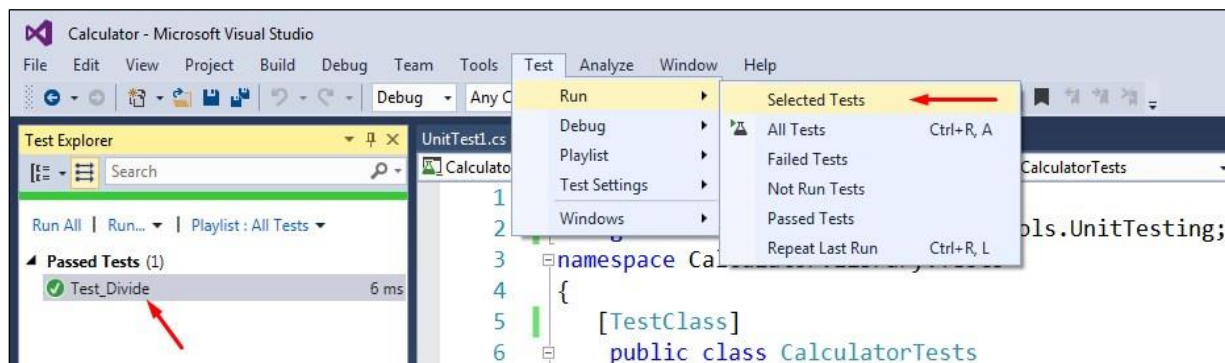 Calculator - Microsoft Visual Studio
File Edit View Project Build Debug Team Tools Test Analyze Window Help
Debug Any C
Run
Debug
Playlist
Test Settings
Windows
Selected Tests
All Tests Ctrl+R, A
Failed Tests
Not Run Tests
Passed Tests
Repeat Last Run Ctrl+R, L
Test Explorer
Search
Run All | Run... | Playlist : All Tests
Passed Tests (1)
Test_Divide 6 ms
UnitTest1.cs
Calculato CalculatorTests
1
2 ols.UnitTesting;
3 namespace
4 {
5 [TestClass]
6 public class CalculatorTests